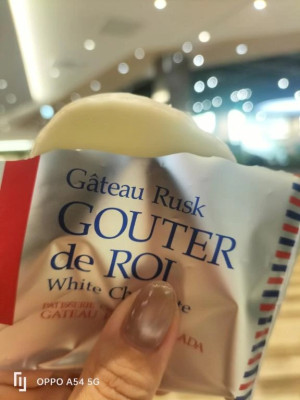 Gâteau Rusk
GOUTER
de ROI
White
GATEAU
OPPO A54 5G